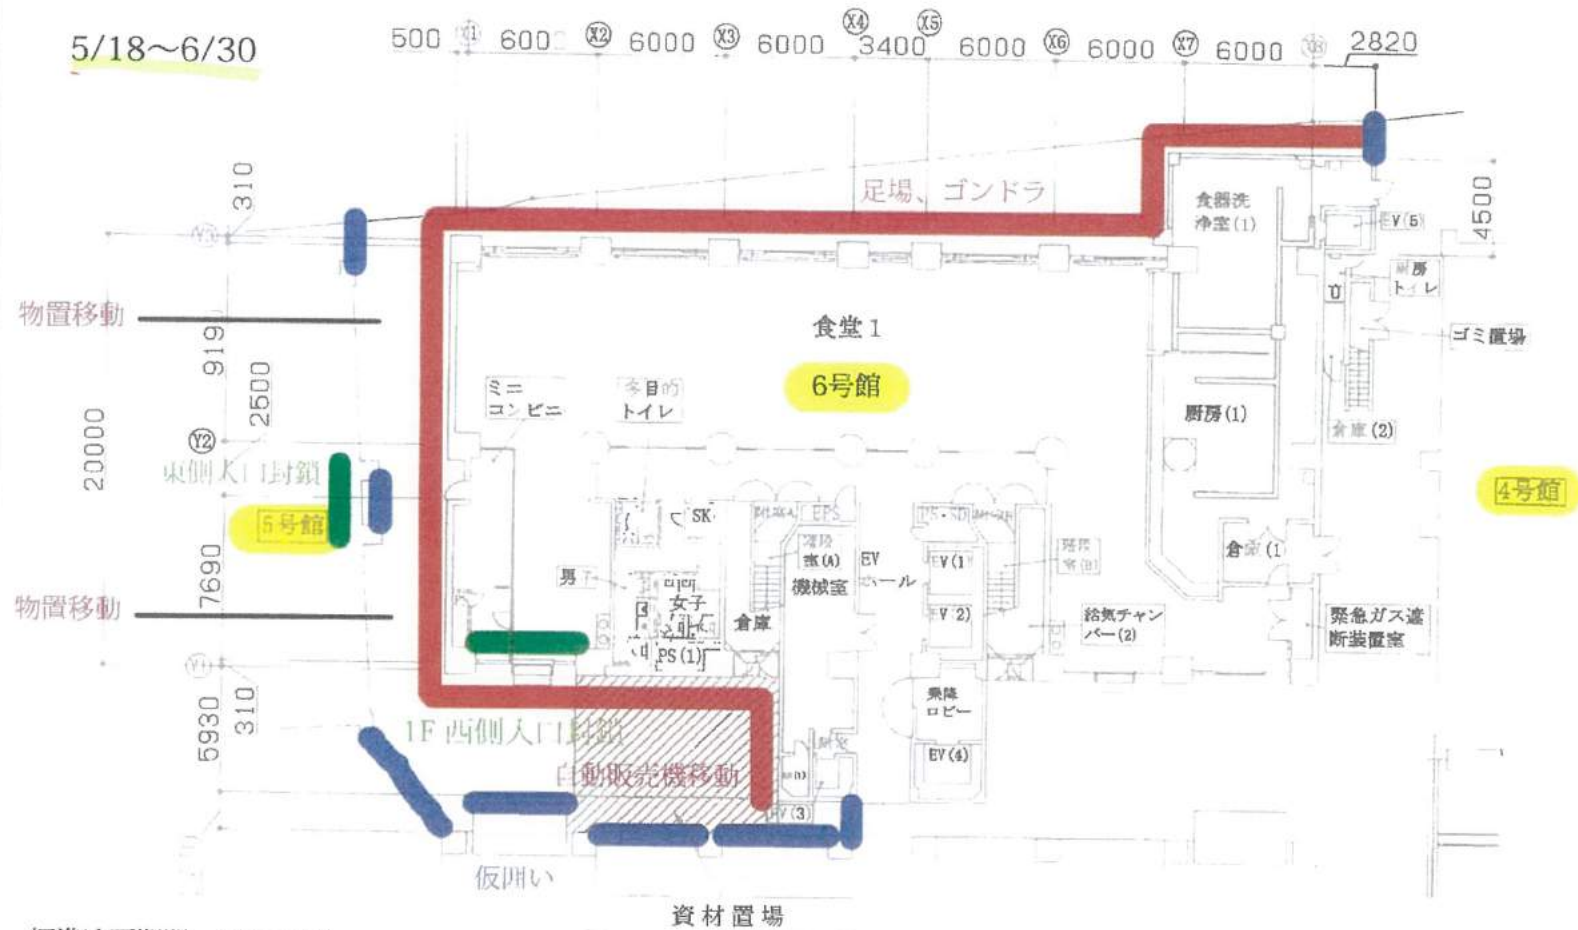 5/18～6/30
500 X1 6000 X2 6000 X3 6000 X4 3400 X5 6000 X6 6000 X7 6000 X8 2820
足場、ゴンドラ
310
食器洗
浄室(1)
EV(5)
4500
厨房
トイレ
物置移動
食堂1
ゴミ置場
919
2500
20000
ミニ
コンビニ
多目的
トイレ
6号館
厨房(1)
倉庫(2)
Y2
東側入口封鎖
5号館
4号館
SK
EPS
階段
室(A)
EV
ホール
機械室
EV(1)
階段
室(B)
倉庫(1
7690
男子
女子
倉庫
EV(2)
給気チャン
バー(2)
緊急ガス遮
断装置室
物置移動
PS(1)
Y1
5930
310
乗降
ロビー
1F 西側入口封鎖
自動販売機移動
EV(4)
EV(3)
仮囲い
資材置場